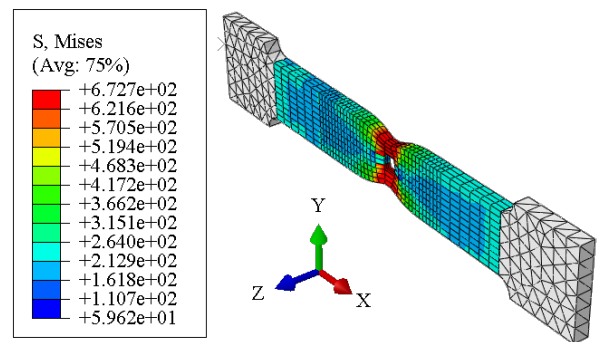 S, Mises
(Avg: 75%)
+6.727e+02
+6.216e+02
+5.705e+02
+5.194e+02
+4.683e+02
+4.172e+02
+3.662e+02
+3.151e+02
+2.640e+02
+2.129e+02
+1.618e+02
+1.107e+02
+5.962e+01
Y
Z
X